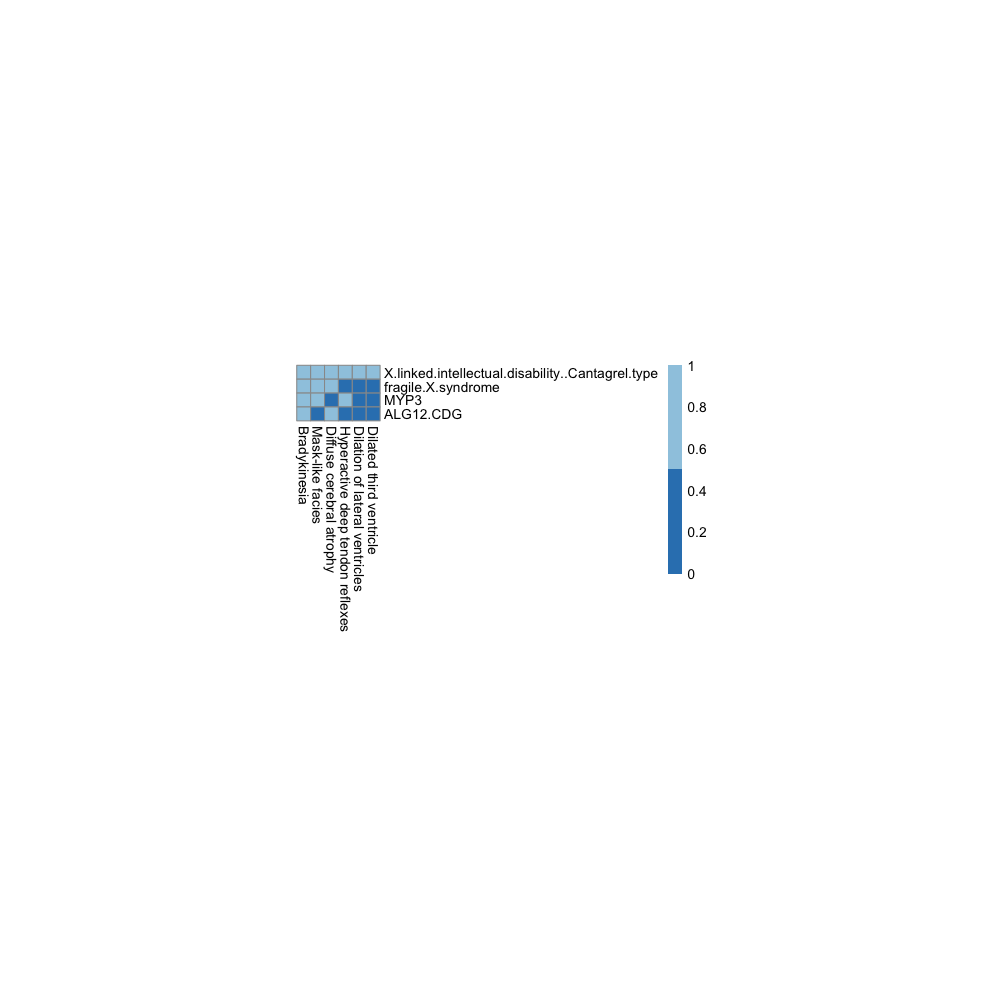 X.linked.intellectual.disability..Cantagrel.type
fragile.X.syndrome
MYP3
ALG12.CDG
Bradykinesia
Mask-like facies
Diffuse cerebral atrophy
Hyperactive deep tendon reflexes
Dilation of lateral ventricles
Dilated third ventricle
1
0.8
0.6
0.4
0.2
0